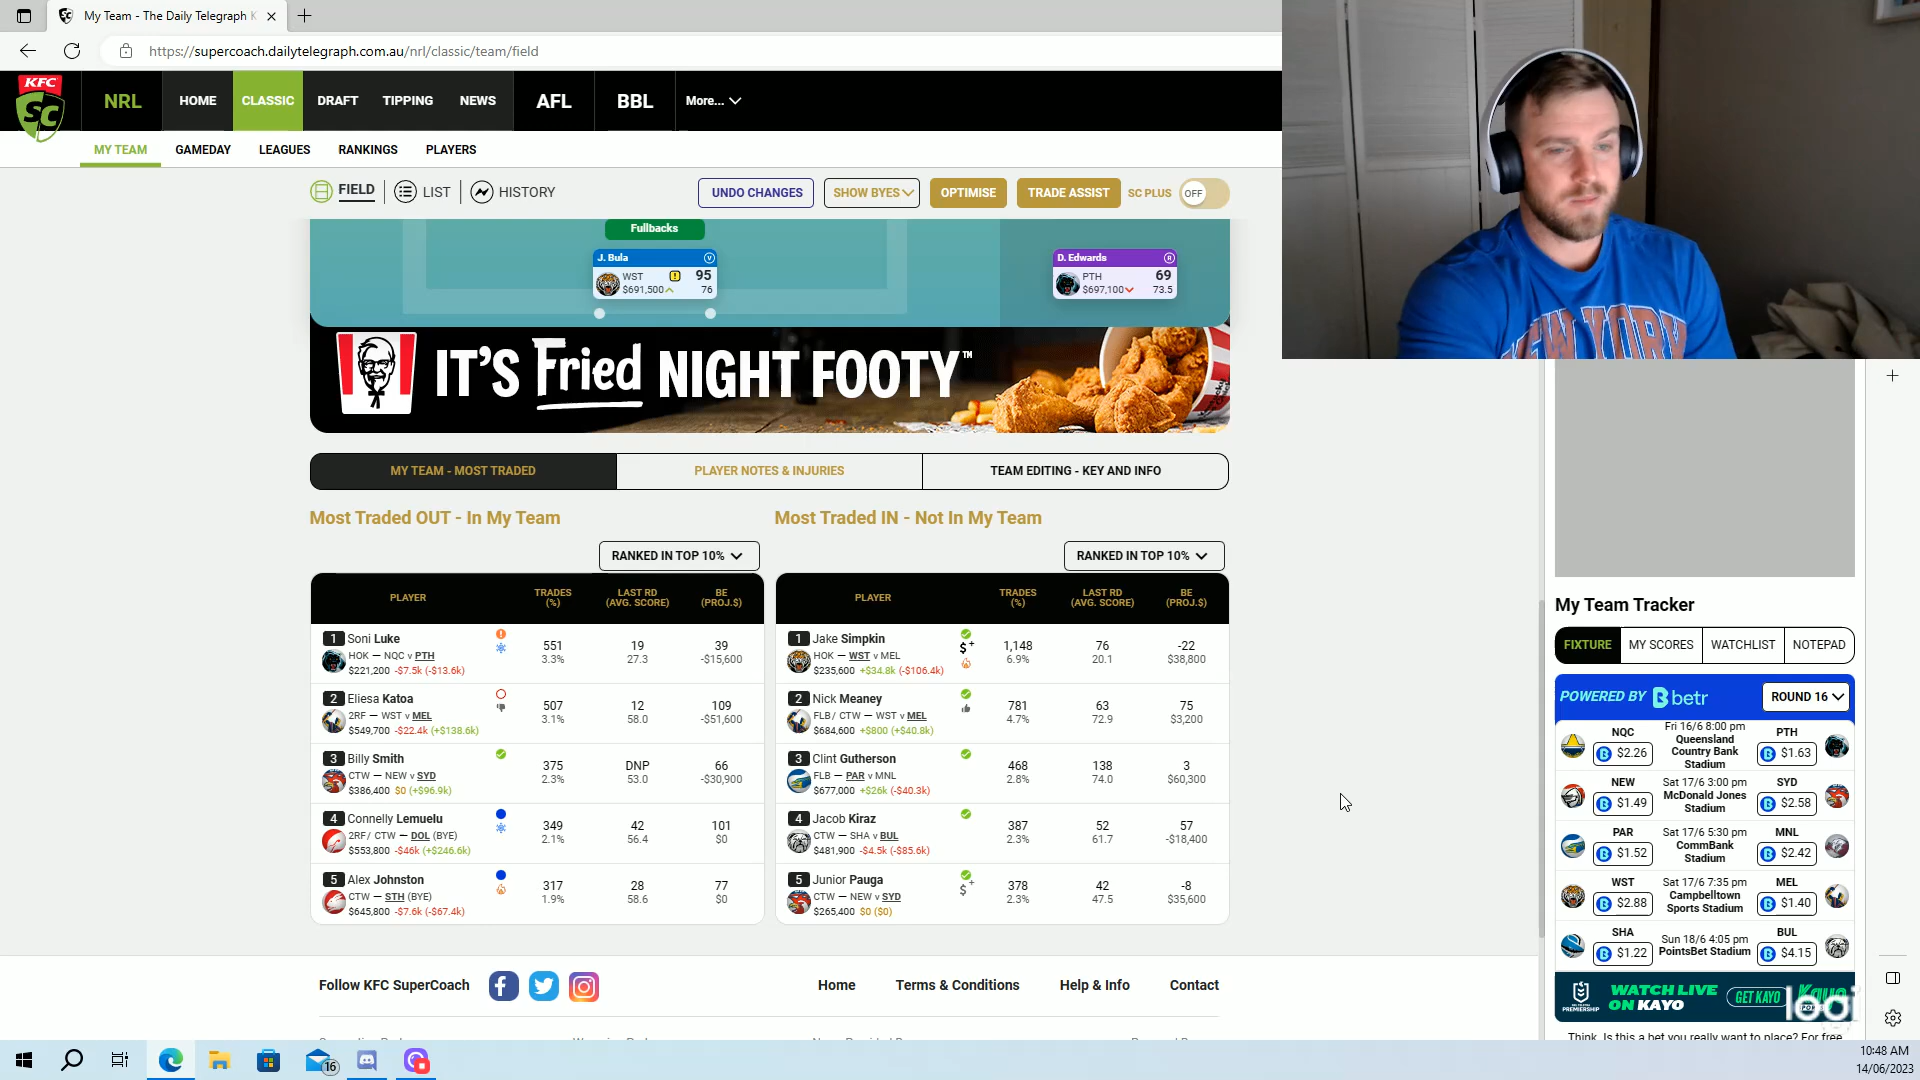 My Team - The Daily Telegraph K
https://supercoach.dailytelegraph.com.au/nrl/classic/team/field
KFC
SC
NRL
HOME
CLASSIC
DRAFT
TIPPING
NEWS
AFL
BBL
More...
MY TEAM
GAMEDAY
LEAGUES
RANKINGS
PLAYERS
FIELD
LIST
HISTORY
UNDO CHANGES
SHOW BYES
OPTIMISE
TRADE ASSIST
SC PLUS
OFF
NEW YORK
Fullbacks
J. Bula V
WST ! 95
$691,500 76
D. Edwards R
PTH 69
$697,100 73.5
KFC
IT'S Fried NIGHT FOOTY™
MY TEAM - MOST TRADED
PLAYER NOTES & INJURIES
TEAM EDITING - KEY AND INFO
Most Traded OUT - In My Team
RANKED IN TOP 10%
PLAYER TRADES (%) LAST RD (AVG. SCORE) BE (PROJ.$)
1 Soni Luke 551 19 39
HOK — NQC v PTH 3.3% 27.3 -$15,600
$221,200 -$7.5k (-$13.6k)
2 Eliesa Katoa 507 12 109
2RF — WST v MEL 3.1% 58.0 -$51,600
$549,700 -$22.4k (+$138.6k)
3 Billy Smith 375 DNP 66
CTW — NEW v SYD 2.3% 53.0 -$30,900
$386,400 $0 (+$96.9k)
4 Connelly Lemuelu 349 42 101
2RF/ CTW — DOL (BYE) 2.1% 56.4 $0
$553,800 -$46k (+$246.6k)
5 Alex Johnston 317 28 77
CTW — STH (BYE) 1.9% 58.6 $0
$645,800 -$7.6k (-$67.4k)
Most Traded IN - Not In My Team
RANKED IN TOP 10%
PLAYER TRADES (%) LAST RD (AVG. SCORE) BE (PROJ.$)
1 Jake Simpkin 1,148 76 -22
HOK — WST v MEL 6.9% 20.1 $38,800
$235,600 +$34.8k (-$106.4k)
2 Nick Meaney 781 63 75
FLB/ CTW — WST v MEL 4.7% 72.9 $3,200
$684,600 +$800 (+$40.8k)
3 Clint Gutherson 468 138 3
FLB — PAR v MNL 2.8% 74.0 $60,300
$677,000 +$26k (-$40.3k)
4 Jacob Kiraz 387 52 57
CTW — SHA v BUL 2.3% 61.7 -$18,400
$481,900 -$4.5k (-$85.6k)
5 Junior Pauga 378 42 -8
CTW — NEW v SYD 2.3% 47.5 $35,600
$265,400 $0 ($0)
Follow KFC SuperCoach
Home
Terms & Conditions
Help & Info
Contact
My Team Tracker
FIXTURE
MY SCORES
WATCHLIST
NOTEPAD
POWERED BY betr
ROUND 16
NQC Fri 16/6 8:00 pm PTH
$2.26 Queensland Country Bank Stadium $1.63
NEW Sat 17/6 3:00 pm SYD
$1.49 McDonald Jones Stadium $2.58
PAR Sat 17/6 5:30 pm MNL
$1.52 CommBank Stadium $2.42
WST Sat 17/6 7:35 pm MEL
$2.88 Campbelltown Sports Stadium $1.40
SHA Sun 18/6 4:05 pm BUL
$1.22 PointsBet Stadium $4.15
WATCH LIVE
ON KAYO
GET KAYO
logi
Think. Is this a bet you really want to place? For free
16
10:48 AM
14/06/2023